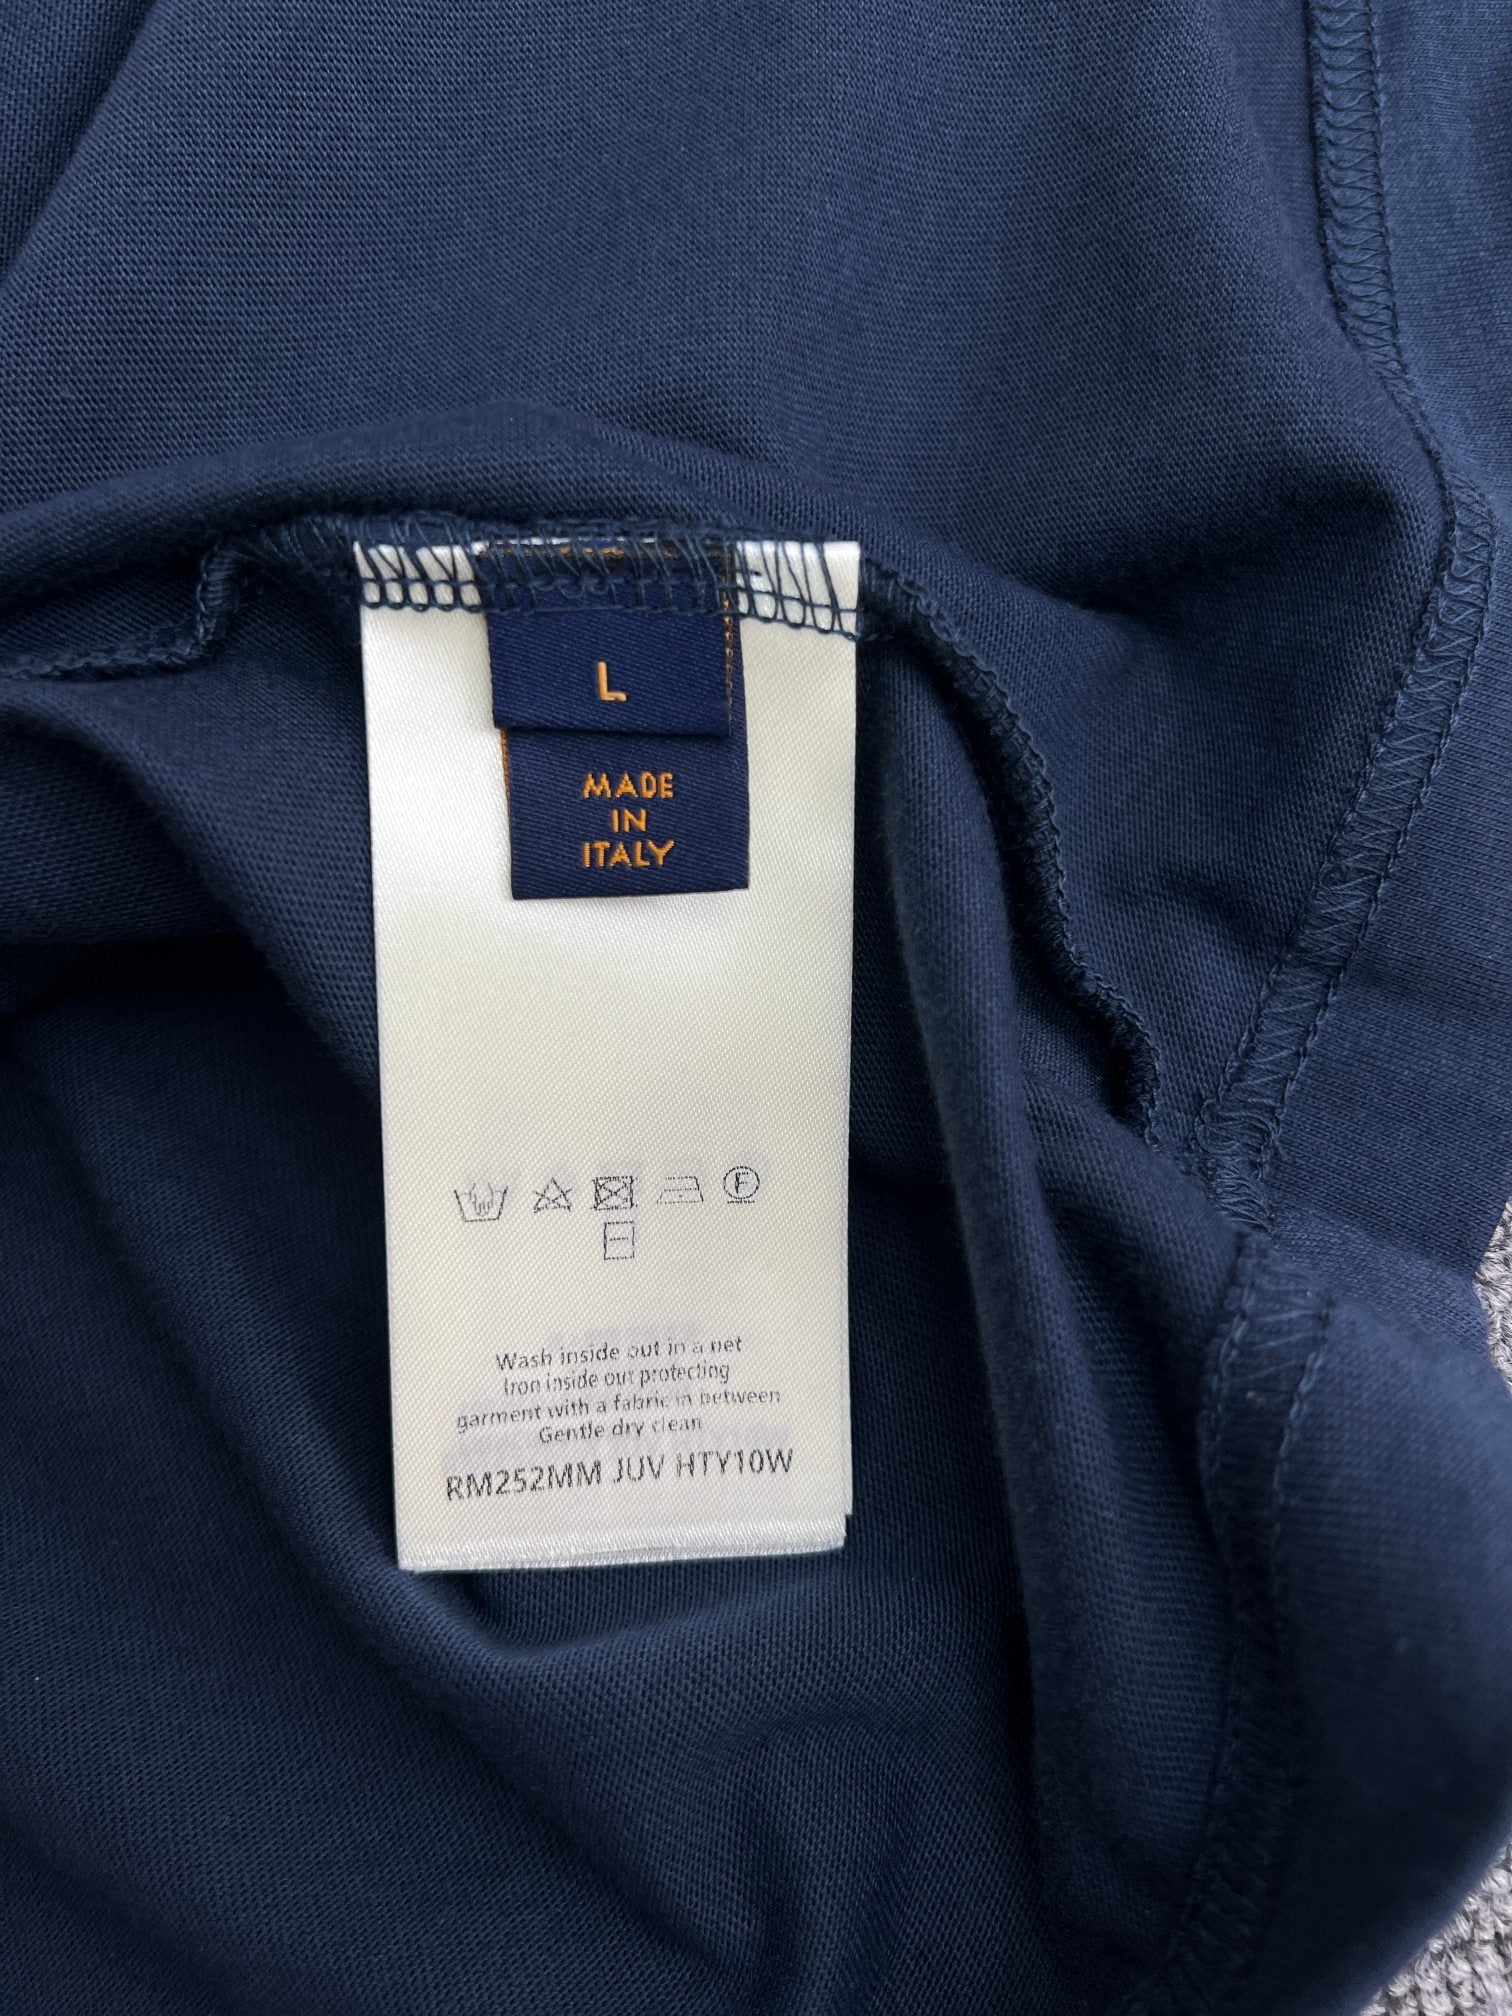 L
MADE
IN
ITALY
F
Wash inside out in a net
Iron inside out protecting
garment with a fabric in between
Gentle dry clean
RM252MM JUV HTY10W